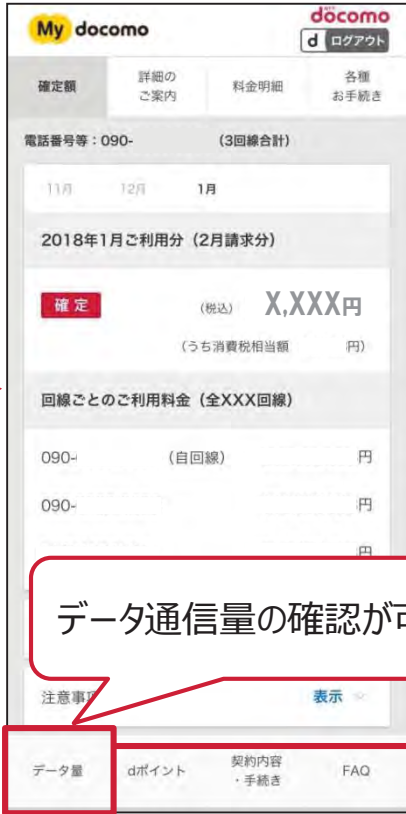 My docomo
döcomo
d ログアウト
確定額
詳細の
ご案内
料金明細
各種
お手続き
電話番号等：090- (3回線合計)
11月 12月 1月
2018年1月ご利用分（2月請求分）
確定 (税込) X,XXX円
(うち消費税相当額 円)
回線ごとのご利用料金（全XXX回線）
090- (自回線) 円
090- 円
円
データ通信量の確認が
注意事 表示
データ量
dポイント
契約内容
・手続き
FAQ